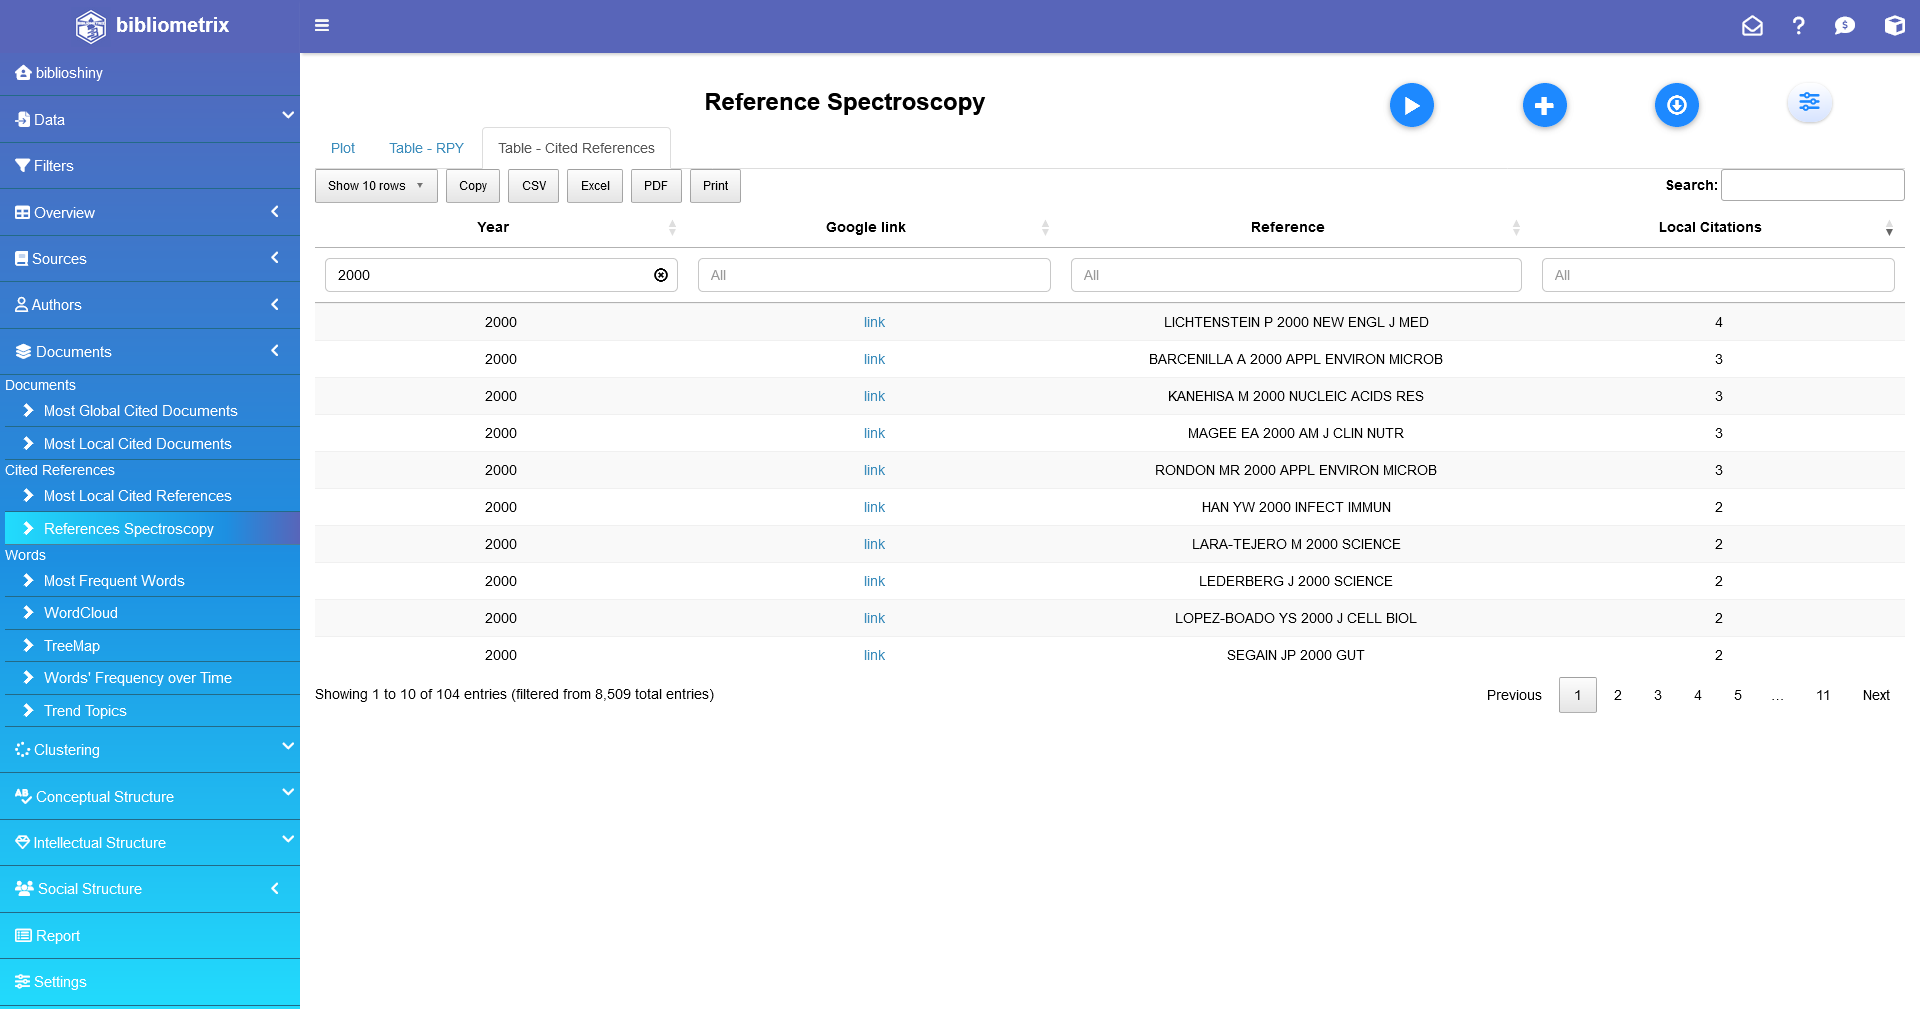 bibliometrix
biblioshiny
Data
Filters
Overview
Sources
Authors
Documents
Documents
Most Global Cited Documents
Most Local Cited Documents
Cited References
Most Local Cited References
References Spectroscopy
Words
Most Frequent Words
WordCloud
TreeMap
Words' Frequency over Time
Trend Topics
Clustering
Conceptual Structure
Intellectual Structure
Social Structure
Report
Settings
Reference Spectroscopy
Plot Table - RPY Table - Cited References
Show 10 rows Copy CSV Excel PDF Print Search:
Year Google link Reference Local Citations
2000 All All All
2000 link LICHTENSTEIN P 2000 NEW ENGL J MED 4
2000 link BARCENILLA A 2000 APPL ENVIRON MICROB 3
2000 link KANEHISA M 2000 NUCLEIC ACIDS RES 3
2000 link MAGEE EA 2000 AM J CLIN NUTR 3
2000 link RONDON MR 2000 APPL ENVIRON MICROB 3
2000 link HAN YW 2000 INFECT IMMUN 2
2000 link LARA-TEJERO M 2000 SCIENCE 2
2000 link LEDERBERG J 2000 SCIENCE 2
2000 link LOPEZ-BOADO YS 2000 J CELL BIOL 2
2000 link SEGAIN JP 2000 GUT 2
Showing 1 to 10 of 104 entries (filtered from 8,509 total entries) Previous 1 2 3 4 5 … 11 Next